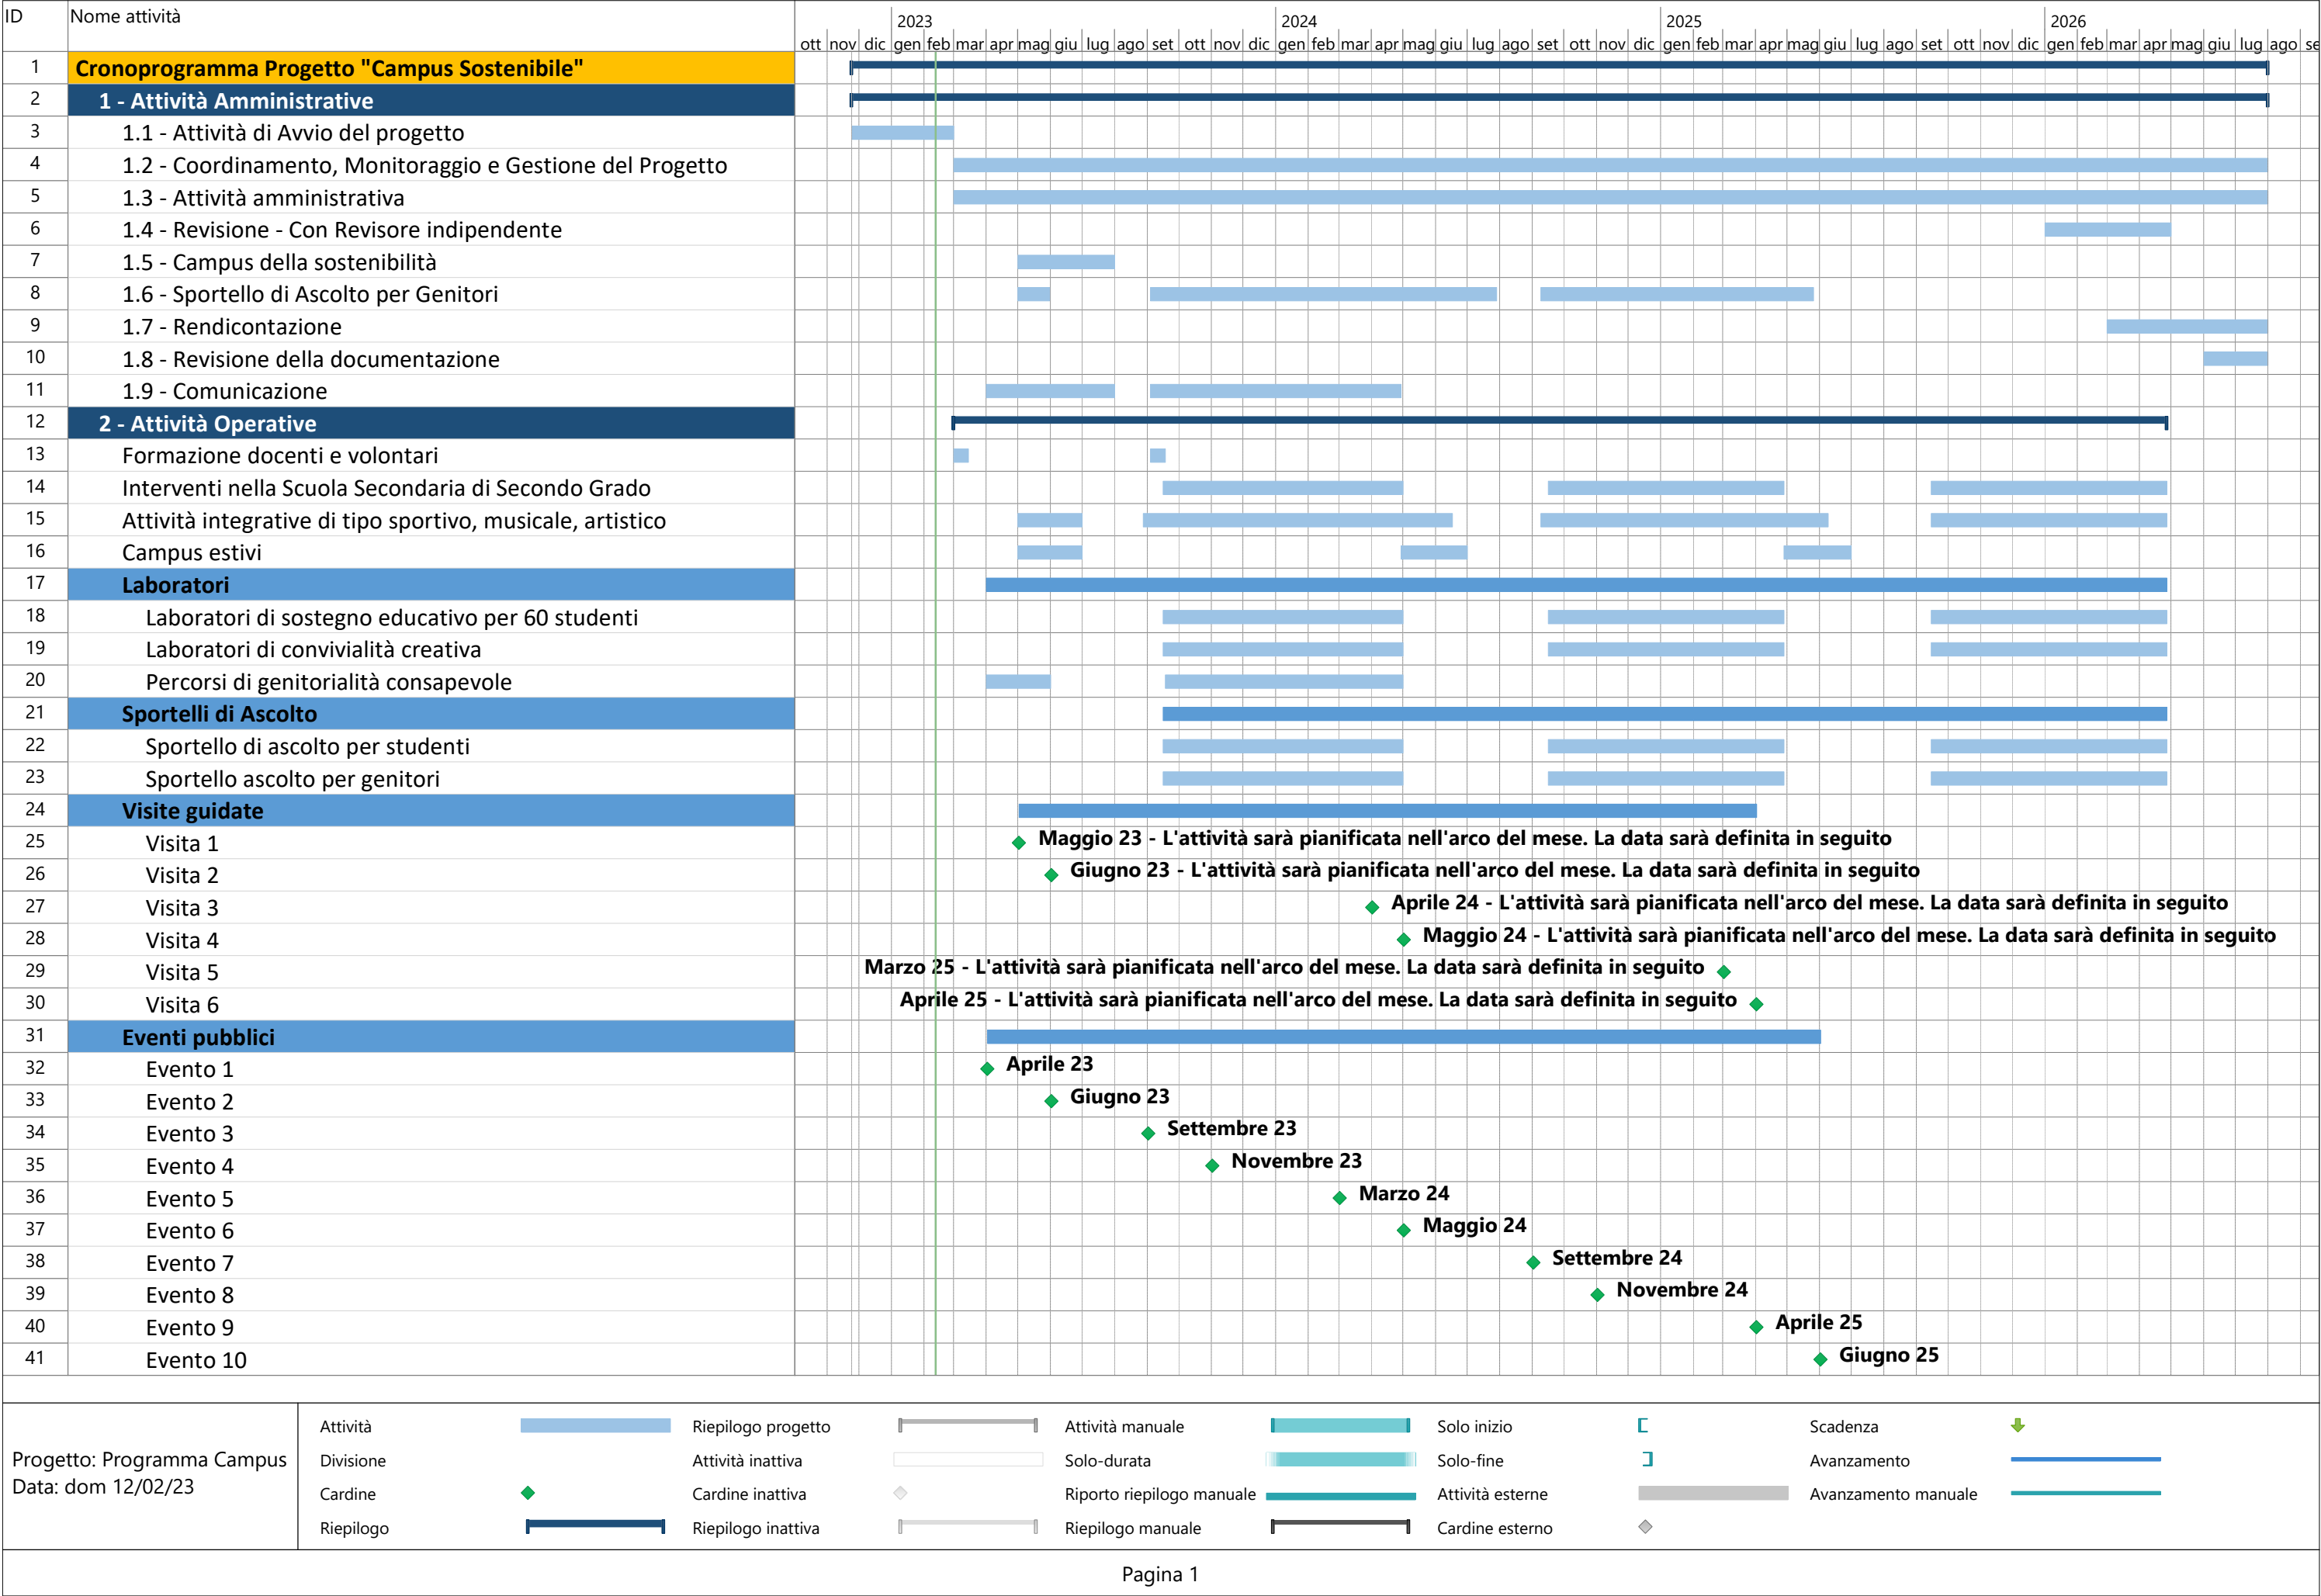 ID Nome attività
2023 2024 2025 2026
ott nov dic gen feb mar apr mag giu lug ago set ott nov dic gen feb mar apr mag giu lug ago set ott nov dic gen feb mar apr mag giu lug ago set ott nov dic gen feb mar apr mag giu lug ago se
1 Cronoprogramma Progetto "Campus Sostenibile"
2 1 - Attività Amministrative
3 1.1 - Attività di Avvio del progetto
4 1.2 - Coordinamento, Monitoraggio e Gestione del Progetto
5 1.3 - Attività amministrativa
6 1.4 - Revisione - Con Revisore indipendente
7 1.5 - Campus della sostenibilità
8 1.6 - Sportello di Ascolto per Genitori
9 1.7 - Rendicontazione
10 1.8 - Revisione della documentazione
11 1.9 - Comunicazione
12 2 - Attività Operative
13 Formazione docenti e volontari
14 Interventi nella Scuola Secondaria di Secondo Grado
15 Attività integrative di tipo sportivo, musicale, artistico
16 Campus estivi
17 Laboratori
18 Laboratori di sostegno educativo per 60 studenti
19 Laboratori di convivialità creativa
20 Percorsi di genitorialità consapevole
21 Sportelli di Ascolto
22 Sportello di ascolto per studenti
23 Sportello ascolto per genitori
24 Visite guidate
25 Visita 1 Maggio 23 - L'attività sarà pianificata nell'arco del mese. La data sarà definita in seguito
26 Visita 2 Giugno 23 - L'attività sarà pianificata nell'arco del mese. La data sarà definita in seguito
27 Visita 3 Aprile 24 - L'attività sarà pianificata nell'arco del mese. La data sarà definita in seguito
28 Visita 4 Maggio 24 - L'attività sarà pianificata nell'arco del mese. La data sarà definita in seguito
29 Visita 5 Marzo 25 - L'attività sarà pianificata nell'arco del mese. La data sarà definita in seguito
30 Visita 6 Aprile 25 - L'attività sarà pianificata nell'arco del mese. La data sarà definita in seguito
31 Eventi pubblici
32 Evento 1 Aprile 23
33 Evento 2 Giugno 23
34 Evento 3 Settembre 23
35 Evento 4 Novembre 23
36 Evento 5 Marzo 24
37 Evento 6 Maggio 24
38 Evento 7 Settembre 24
39 Evento 8 Novembre 24
40 Evento 9 Aprile 25
41 Evento 10 Giugno 25
Progetto: Programma Campus
Data: dom 12/02/23
Attività Riepilogo progetto Attività manuale Solo inizio Scadenza
Divisione Attività inattiva Solo-durata Solo-fine Avanzamento
Cardine Cardine inattiva Riporto riepilogo manuale Attività esterne Avanzamento manuale
Riepilogo Riepilogo inattiva Riepilogo manuale Cardine esterno
Pagina 1